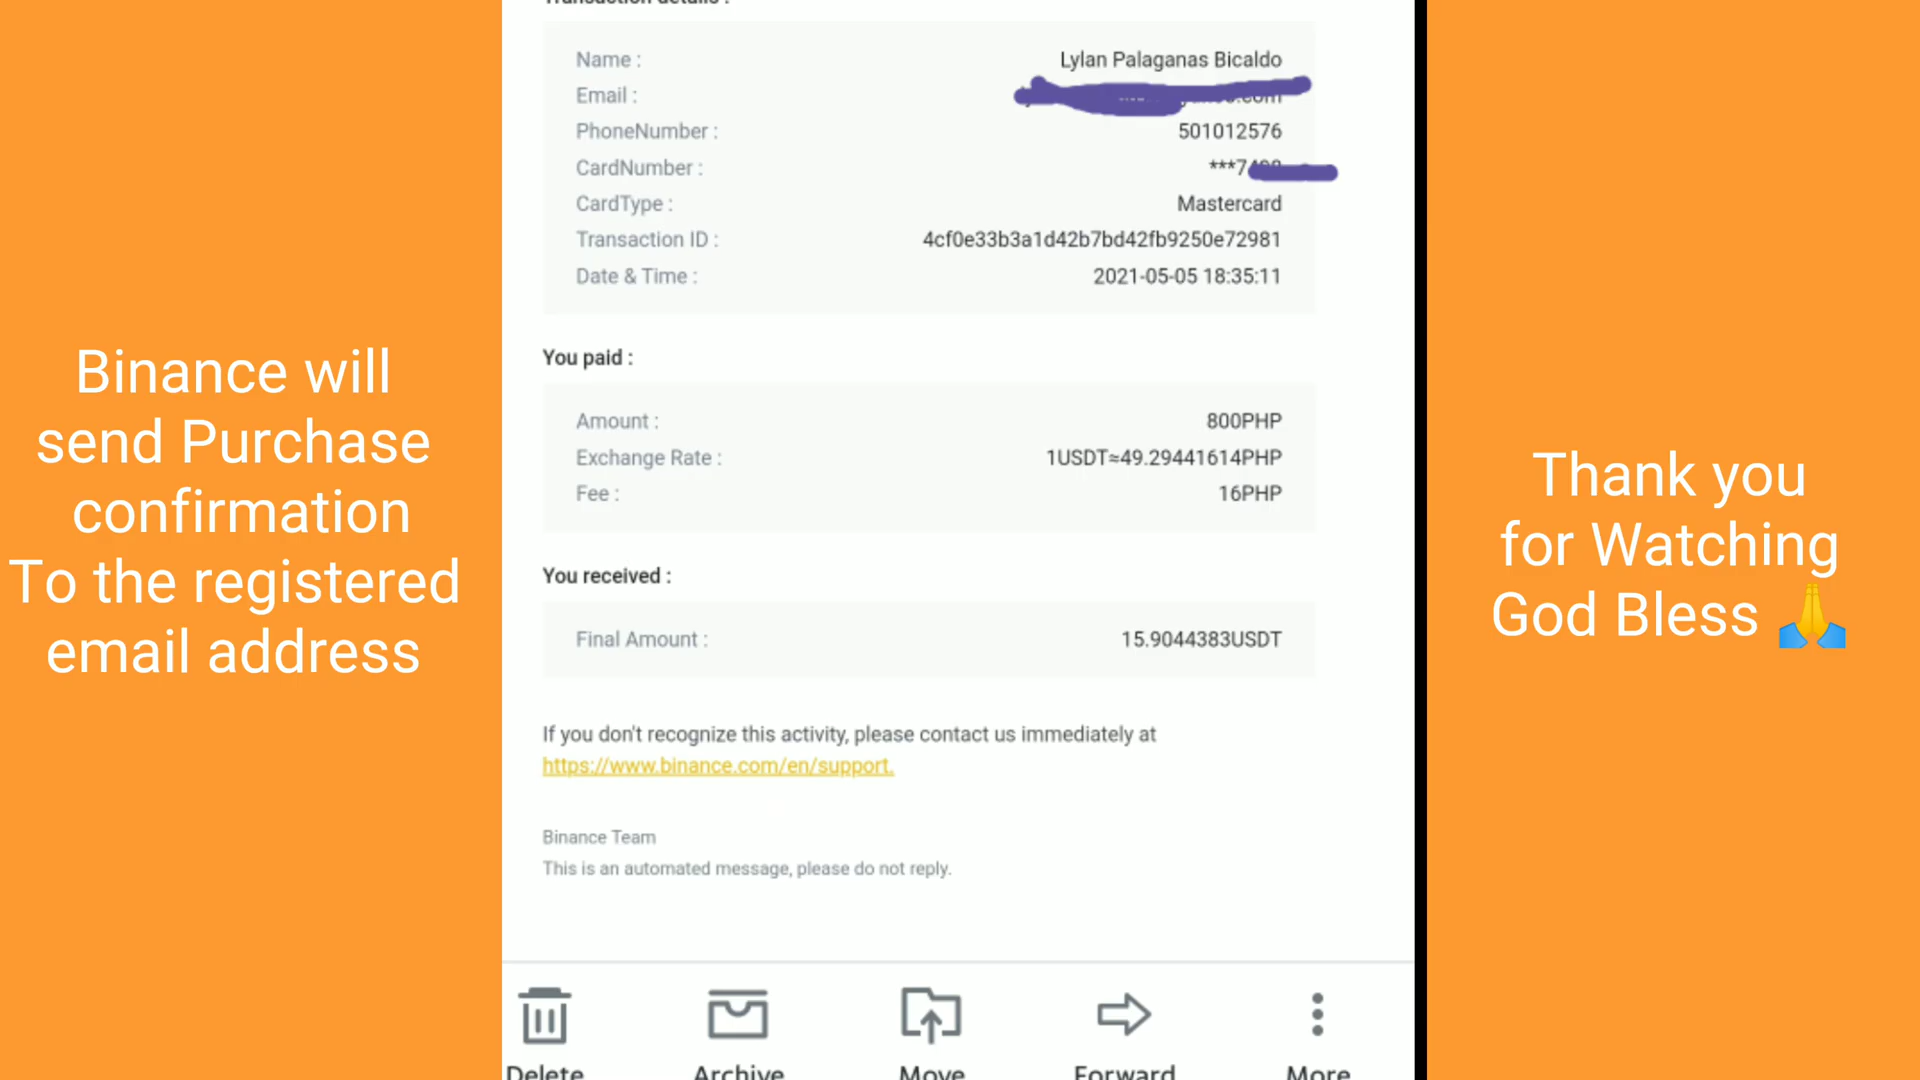 Transaction details :
Name :
Lylan Palaganas Bicaldo
Email :
PhoneNumber :
501012576
CardNumber :
CardType :
Mastercard
Transaction ID :
4cf0e33b3a1d42b7bd42fb9250e72981
Date & Time :
2021-05-05 18:35:11
You paid :
Amount :
800PHP
Exchange Rate :
1USDT≈49.29441614PHP
Fee :
16PHP
You received :
Final Amount :
15.9044383USDT
If you don't recognize this activity, please contact us immediately at
https://www.binance.com/en/support.
Binance Team
This is an automated message, please do not reply.
Delete
Archive
Move
Forward
More
Binance will
send Purchase
confirmation
To the registered
email address
Thank you
for Watching
God Bless 🙏